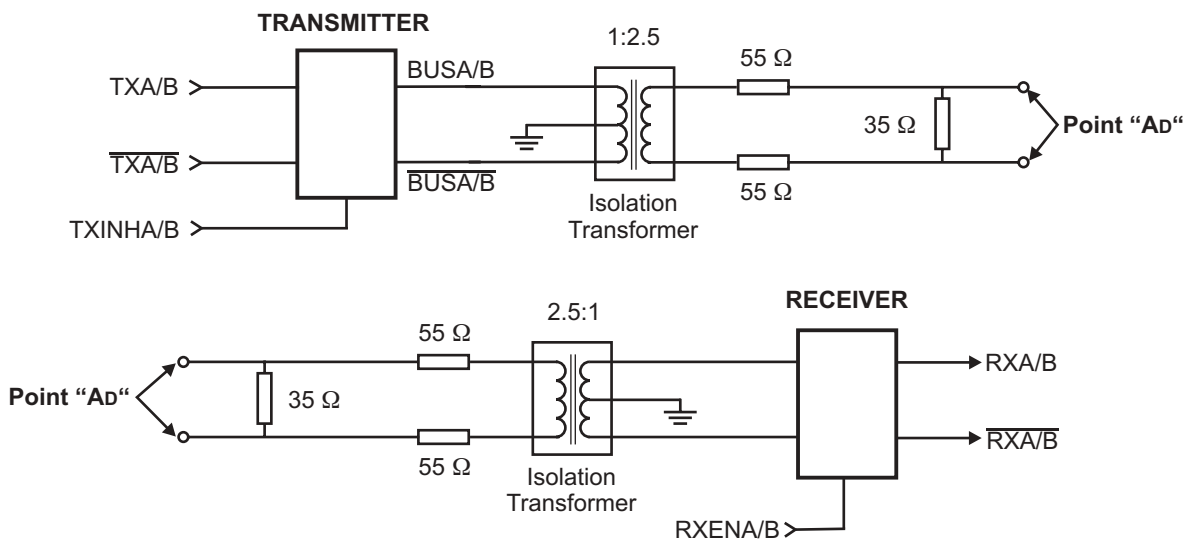 TRANSMITTER
1:2.5
55 Ω
TXA/B
BUSA/B
35 Ω
Point “AD“
TXA/B
BUSA/B
55 Ω
TXINHA/B
Isolation
Transformer
RECEIVER
2.5:1
55 Ω
RXA/B
Point “AD“
35 Ω
RXA/B
55 Ω
Isolation
Transformer
RXENA/B